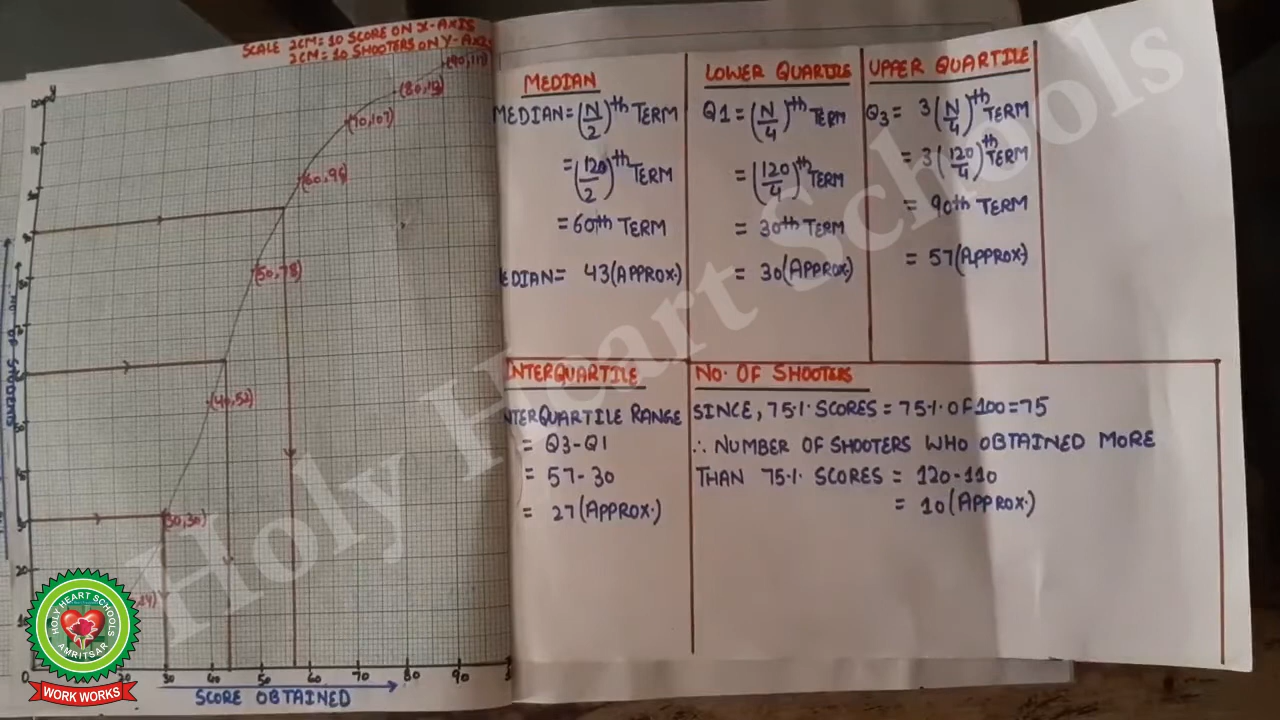 SCALE 2CM = 10 SCORE ON X-AXIS
2CM = 10 SHOOTERS ON Y-AXIS
(80,113)
(70,107)
(60,96)
(50,78)
(40,52)
(30,30)
20
0
30 40 50 60 70 80 90
SCORE OBTAINED
MEDIAN
MEDIAN = (N/2)th TERM
= (120/2)th TERM
= 60th TERM
EDIAN = 43 (APPROX.)
LOWER QUARTILE
Q1 = (N/4)th TERM
= (120/4)th TERM
= 30th TERM
= 30 (APPROX.)
UPPER QUARTILE
Q3 = 3(N/4)th TERM
= 3(120/4)th TERM
= 90th TERM
= 57 (APPROX.)
INTERQUARTILE
NTERQUARTILE RANGE
= Q3-Q1
= 57-30
= 27 (APPROX.)
NO. OF SHOOTERS
SINCE, 75.1. SCORES = 75.1. OF 100 = 75
∴ NUMBER OF SHOOTERS WHO OBTAINED MORE
THAN 75.1. SCORES = 120-110
= 10 (APPROX.)
Holy Heart Schools
HOLY HEART SCHOOLS
AMRITSAR
WORK WORKS